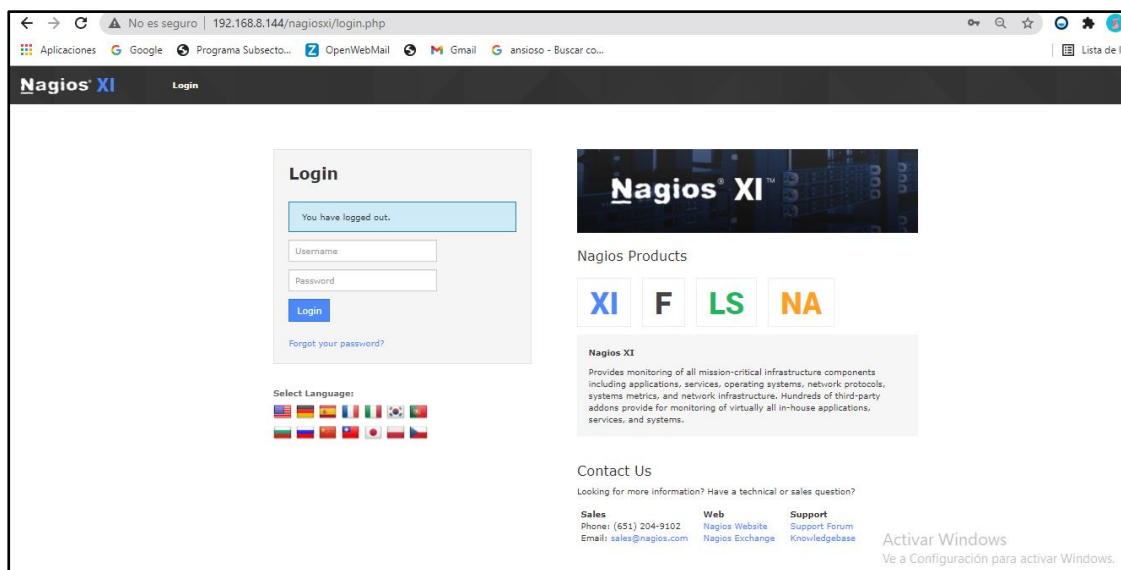 No es seguro | 192.168.8.144/nagiosxi/login.php
Aplicaciones Google Programa Subsecto... OpenWebMail Gmail ansioso - Buscar co... Lista de l
Nagios® XI Login
Login
You have logged out.
Username
Password
Login
Forgot your password?
Select Language:
Nagios® XI™
Nagios Products
XI F LS NA
Nagios XI
Provides monitoring of all mission-critical infrastructure components
including applications, services, operating systems, network protocols,
systems metrics, and network infrastructure. Hundreds of third-party
addons provide for monitoring of virtually all in-house applications,
services, and systems.
Contact Us
Looking for more information? Have a technical or sales question?
Sales Web Support
Phone: (651) 204-9102 Nagios Website Support Forum
Email: sales@nagios.com Nagios Exchange Knowledgebase
Activar Windows
Ve a Configuración para activar Windows.